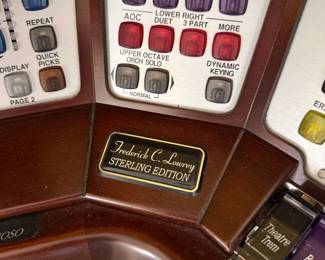 REPEAT
QUICK
PICKS
DISPLAY
PAGE 2
LOWER RIGHT
AOC
DUET
3 PART
MORE
UPPER OCTAVE
ORCH SOLO
NORMAL
DYNAMIC
KEYING
Frederick C. Lowrey
STERLING EDITION
OSO
Theatre
Trem